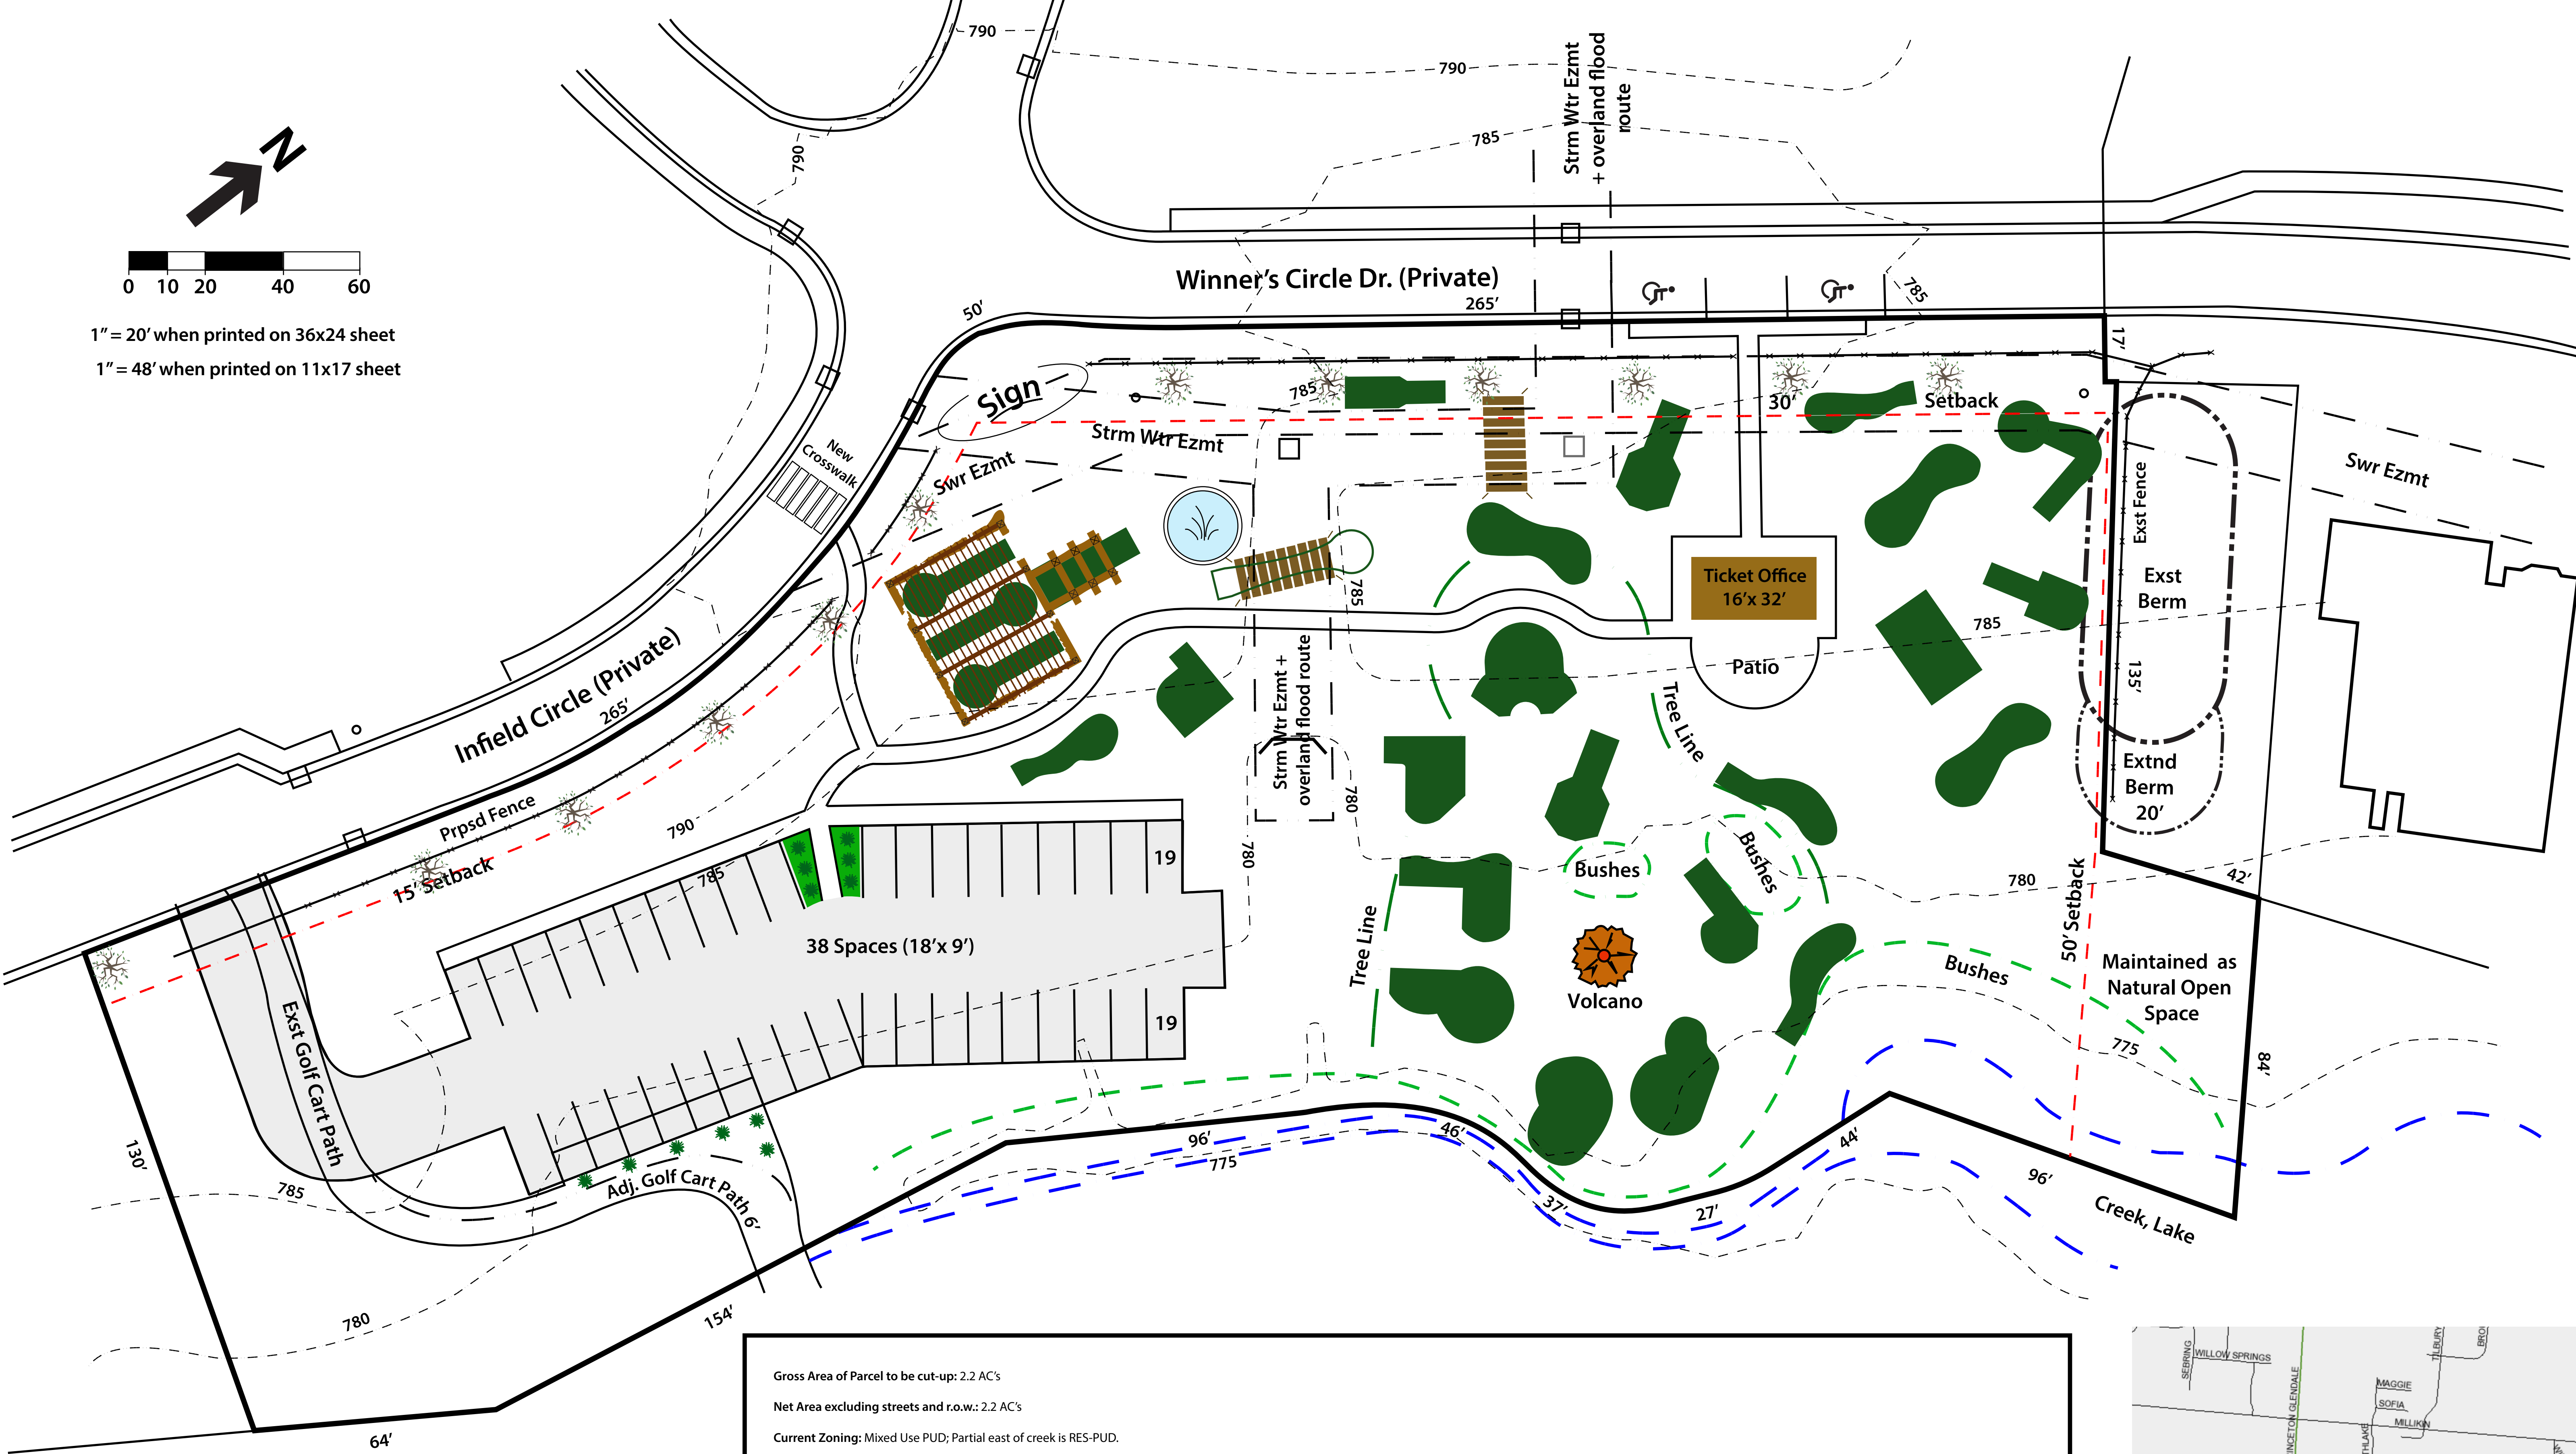 790
790
Strm Wtr Ezmt
+ overland flood
route
785
790
N
0 10 20 40 60
1” = 20’ when printed on 36x24 sheet
1” = 48’ when printed on 11x17 sheet
Winner’s Circle Dr. (Private)
50’
265’
785
17’
Sign
785
30’
Setback
Strm Wtr Ezmt
Swr Ezmt
New
Crosswalk
Swr Ezmt
Exst Fence
Exst
Berm
Ticket Office
16’x 32’
785
785
Patio
135’
Infield Circle (Private)
265’
Strm Wtr Ezmt +
overland flood route
Tree Line
Extnd
Berm
20’
Prpsd Fence
790
780
780
15’ Setback
785
19
Bushes
Bushes
780
42’
50’ Setback
38 Spaces (18’x 9’)
Tree Line
Volcano
Bushes
Maintained as
Natural Open
Space
19
775
84’
Exst Golf Cart Path
130’
785
Adj. Golf Cart Path 6’
96’
775
46’
37’
27’
44’
96’
Creek, Lake
780
154’
64’
Gross Area of Parcel to be cut-up: 2.2 AC’s
Net Area excluding streets and r.o.w.: 2.2 AC’s
Current Zoning: Mixed Use PUD; Partial east of creek is RES-PUD.
SEBRING
WILLOW SPRINGS
TILBURY
MAGGIE
SOFIA
MILLIKIN
NCETON GLENDALE
THLAKE